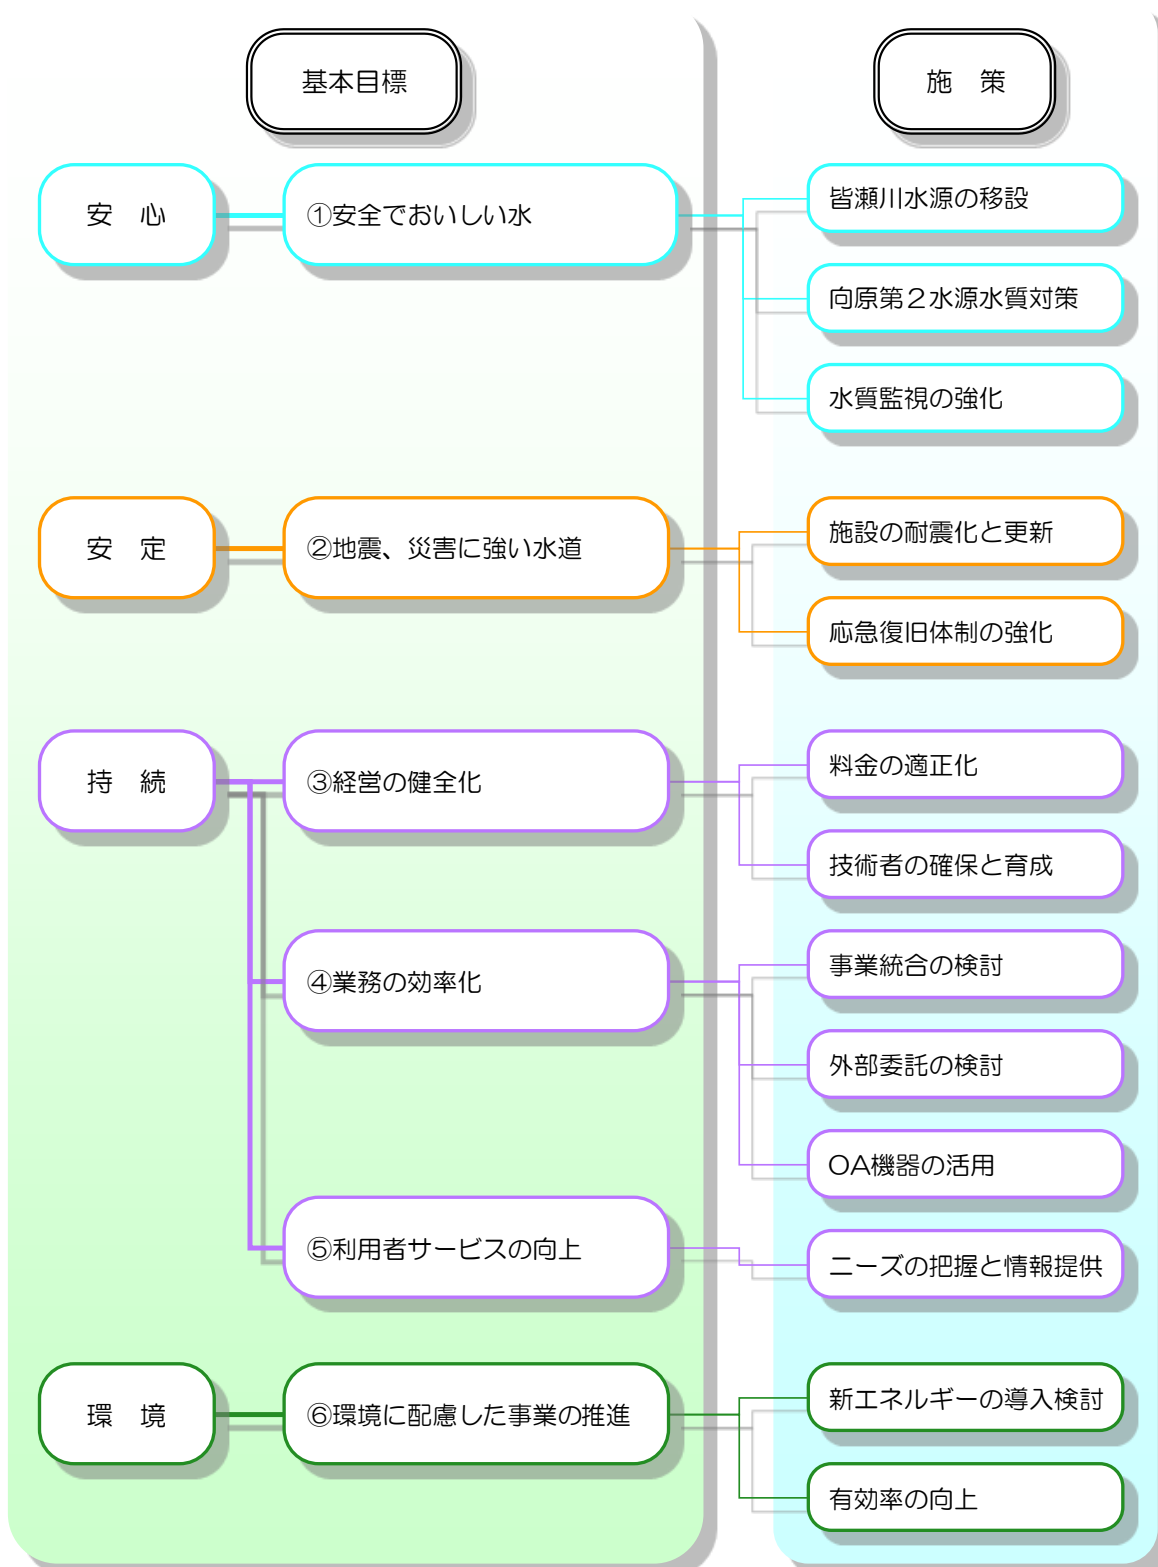 基本目標
施　策
安　心
①安全でおいしい水
皆瀬川水源の移設
向原第２水源水質対策
水質監視の強化
安　定
②地震、災害に強い水道
施設の耐震化と更新
応急復旧体制の強化
持　続
③経営の健全化
料金の適正化
技術者の確保と育成
④業務の効率化
事業統合の検討
外部委託の検討
OA機器の活用
⑤利用者サービスの向上
ニーズの把握と情報提供
環　境
⑥環境に配慮した事業の推進
新エネルギーの導入検討
有効率の向上